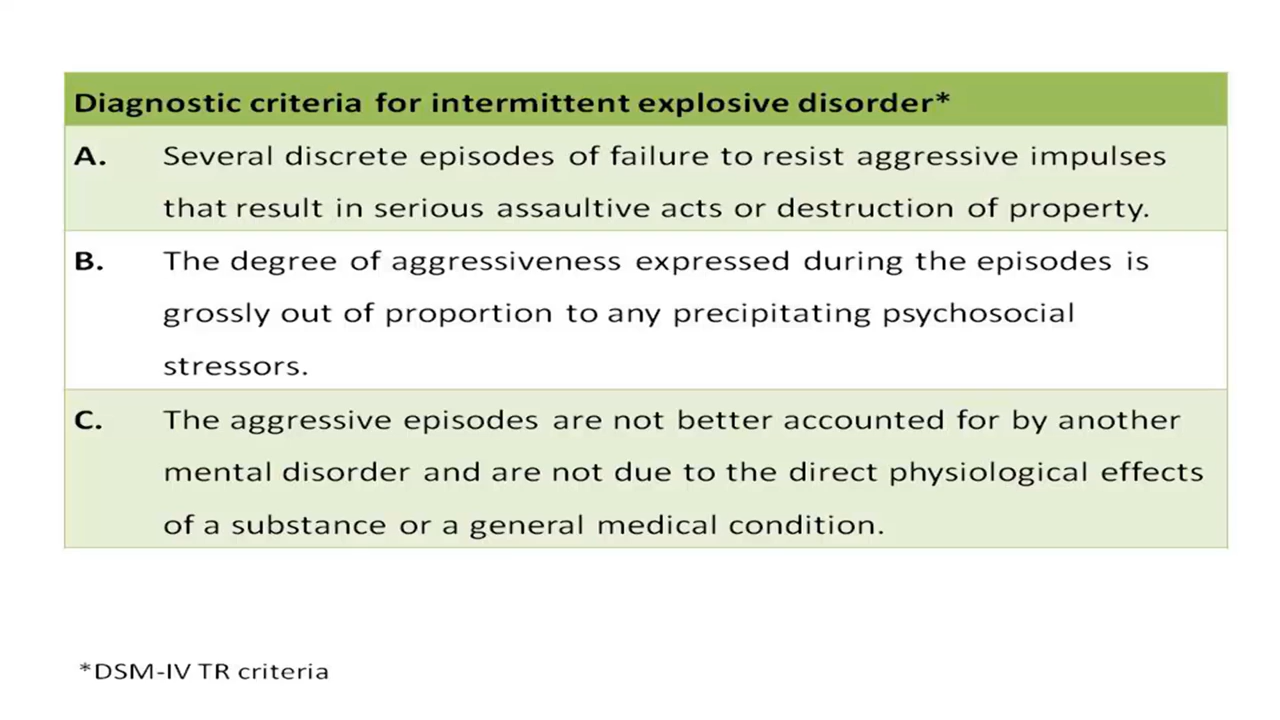 Diagnostic criteria for intermittent explosive disorder*
A. Several discrete episodes of failure to resist aggressive impulses
that result in serious assaultive acts or destruction of property.
B. The degree of aggressiveness expressed during the episodes is
grossly out of proportion to any precipitating psychosocial
stressors.
C. The aggressive episodes are not better accounted for by another
mental disorder and are not due to the direct physiological effects
of a substance or a general medical condition.
*DSM-IV TR criteria